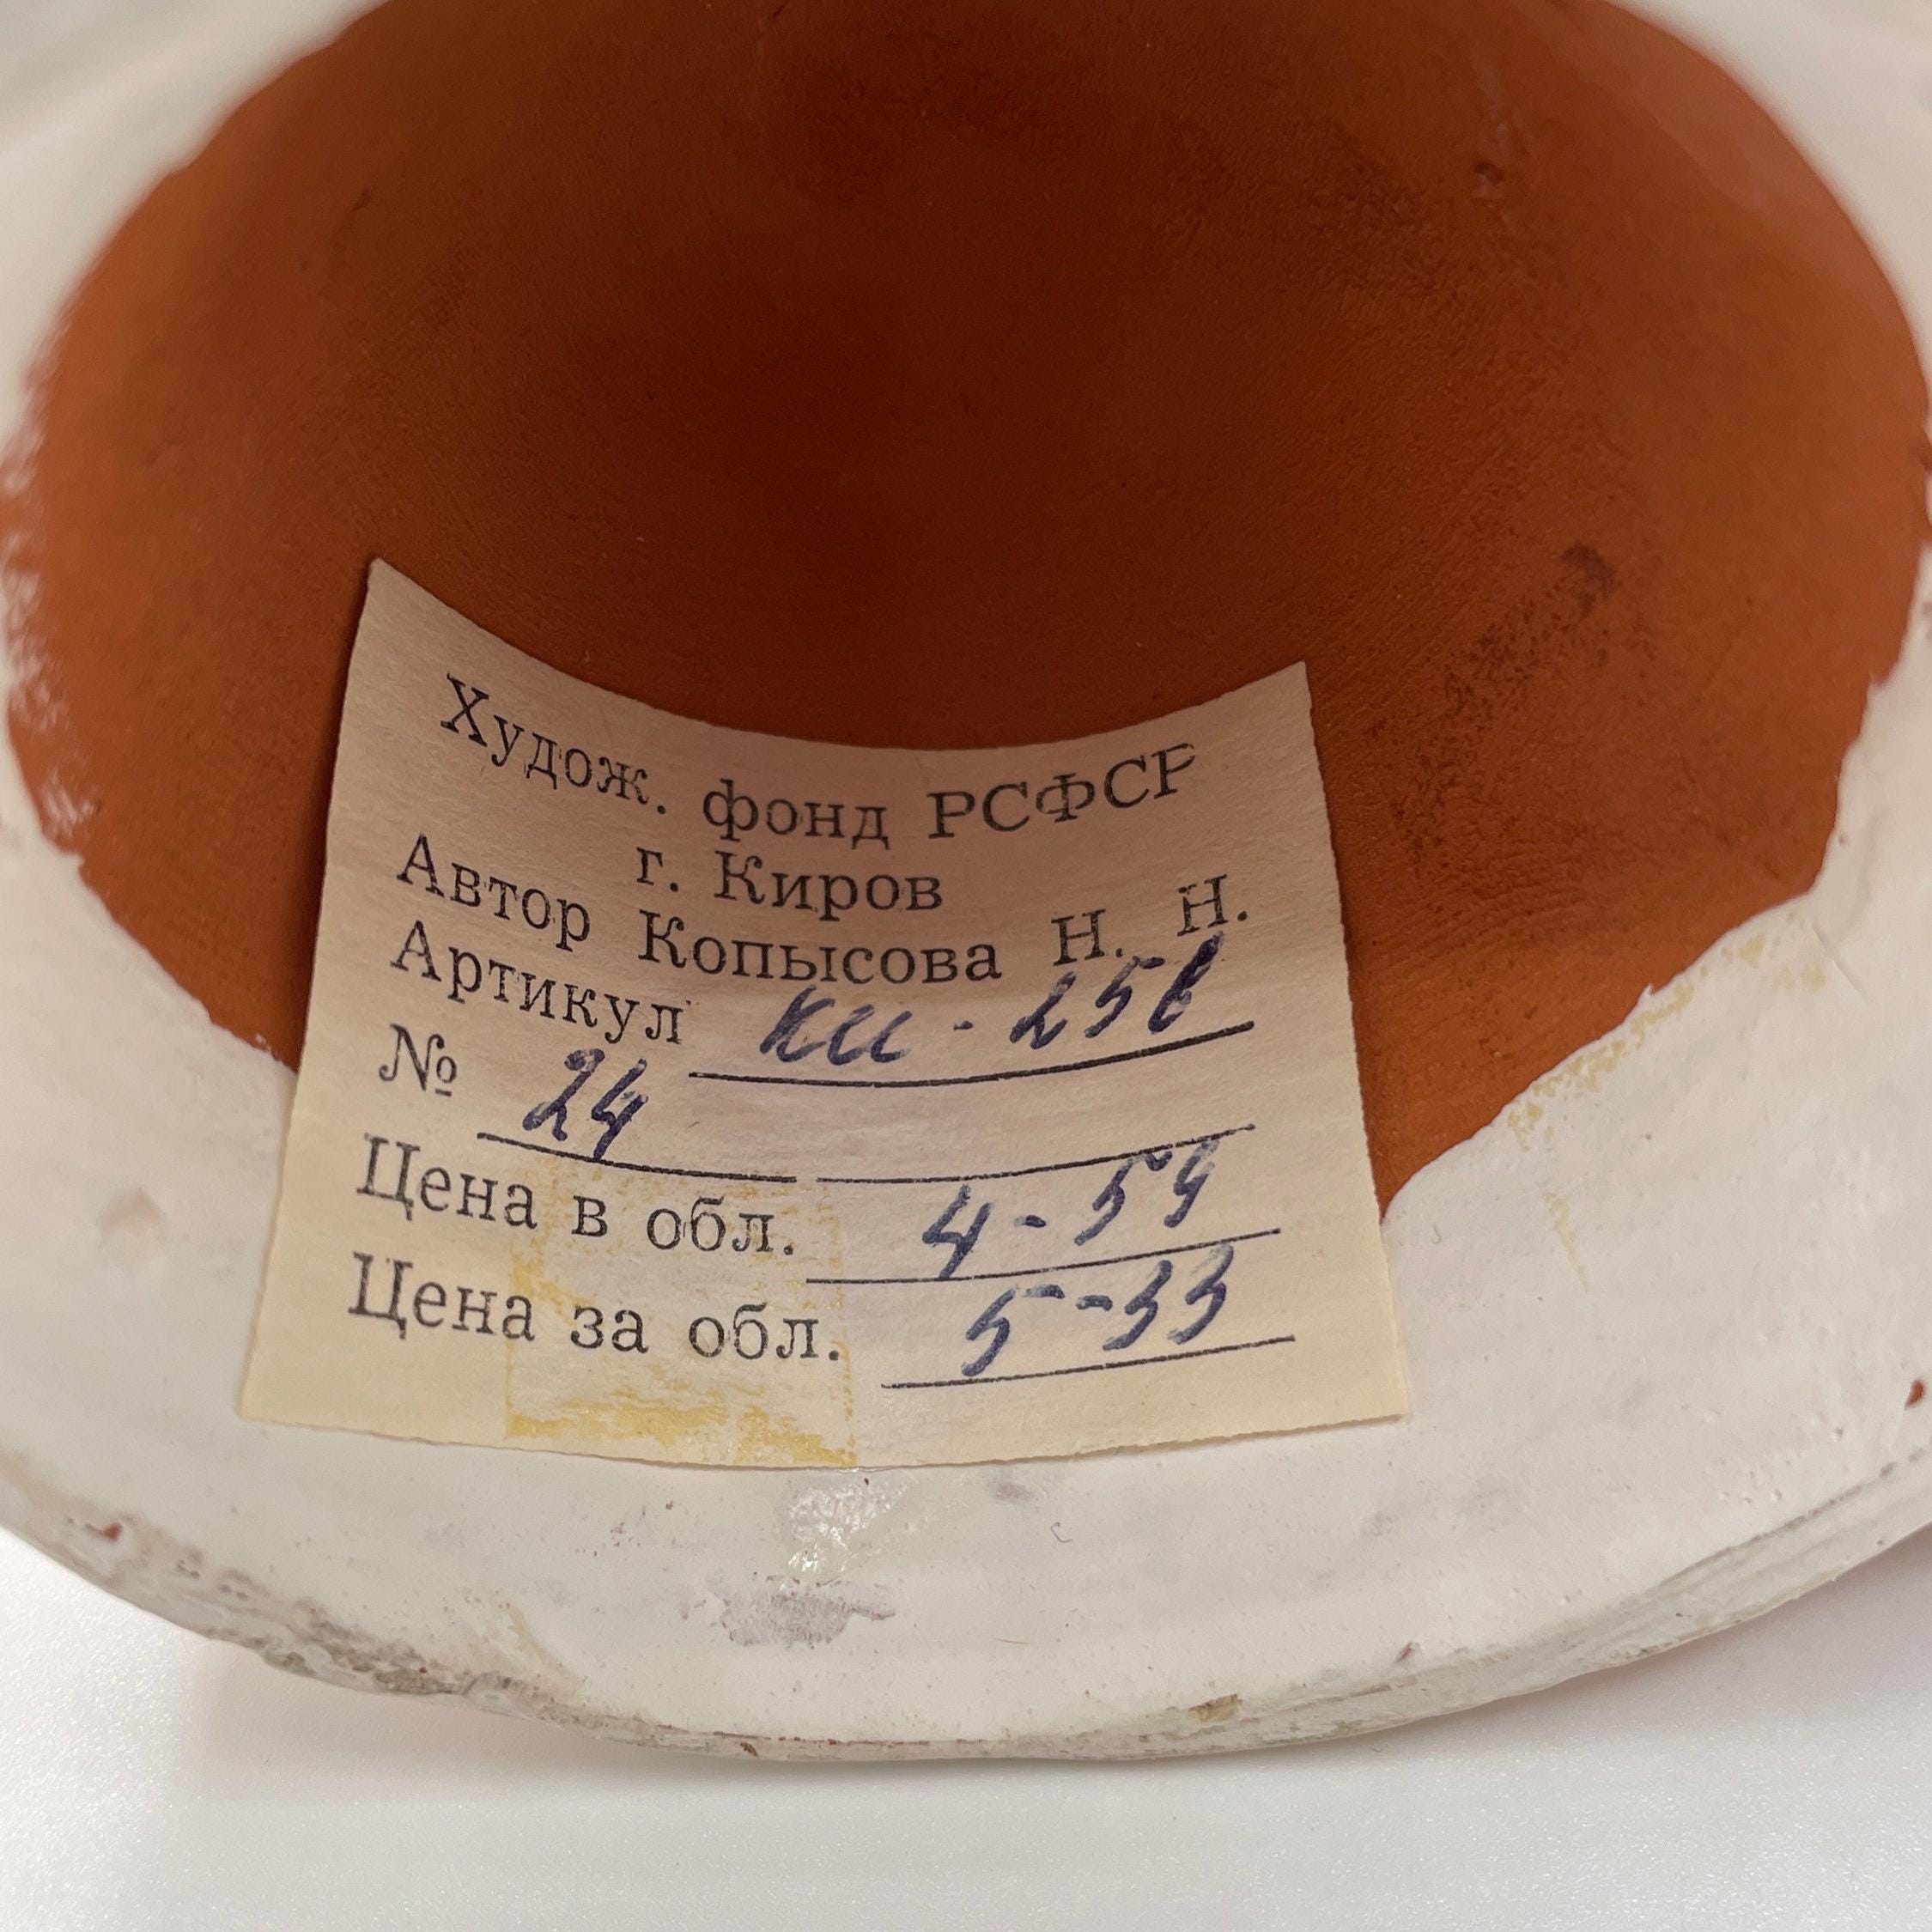 Худож. фонд РСФСР
г. Киров
Автор Копысова Н. Н.
Артикул КИ - 25в
№ 24
Цена в обл. 4-59
Цена за обл. 5-33